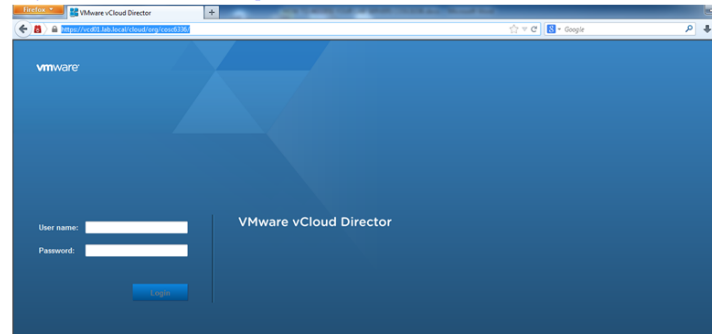 Firefox
VMware vCloud Director
+
https://vcd01.lab.local/cloud/org/cosc6336/
Google
vmware
User name:
VMware vCloud Director
Password:
Login